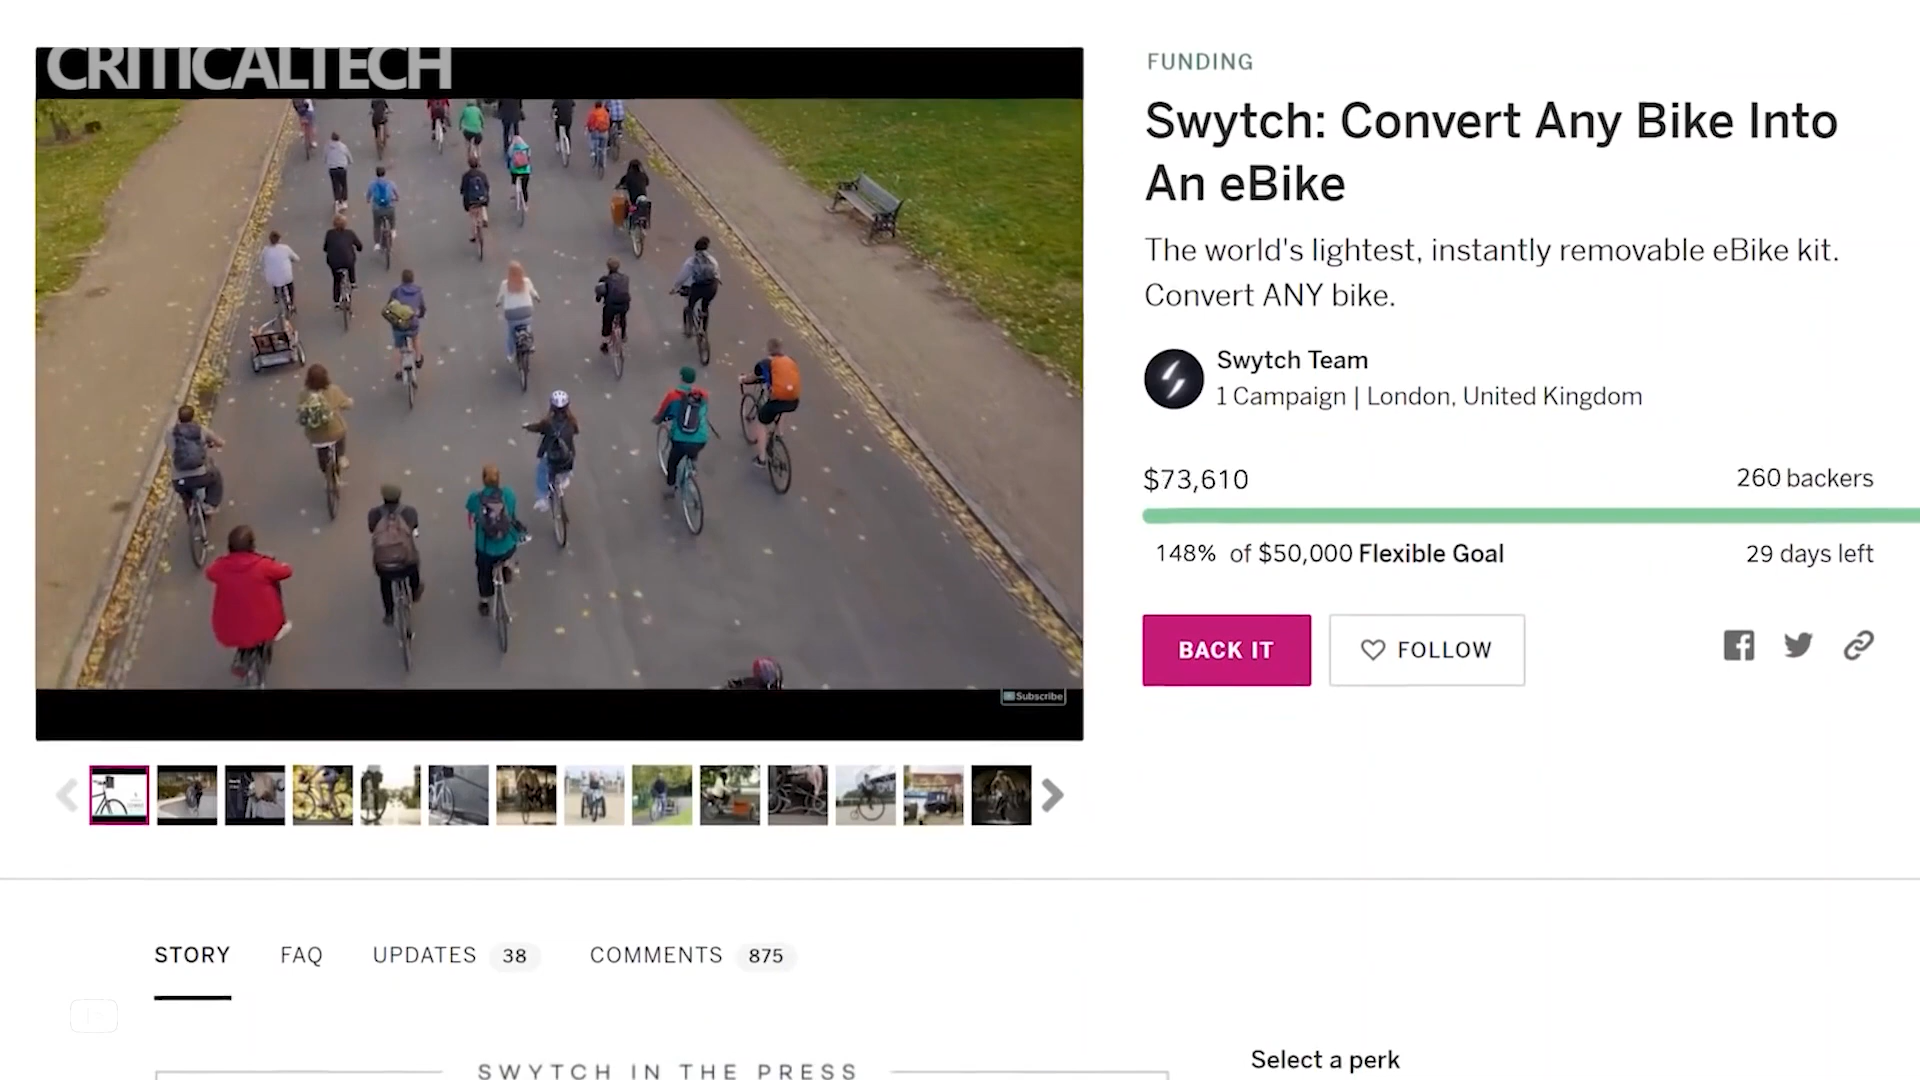 CRITICALTECH
Subscribe
FUNDING
Swytch: Convert Any Bike Into
An eBike
The world's lightest, instantly removable eBike kit.
Convert ANY bike.
Swytch Team
1 Campaign | London, United Kingdom
$73,610
260 backers
148% of $50,000 Flexible Goal
29 days left
BACK IT
FOLLOW
STORY
FAQ
UPDATES 38
COMMENTS 875
SWYTCH IN THE PRESS
Select a perk